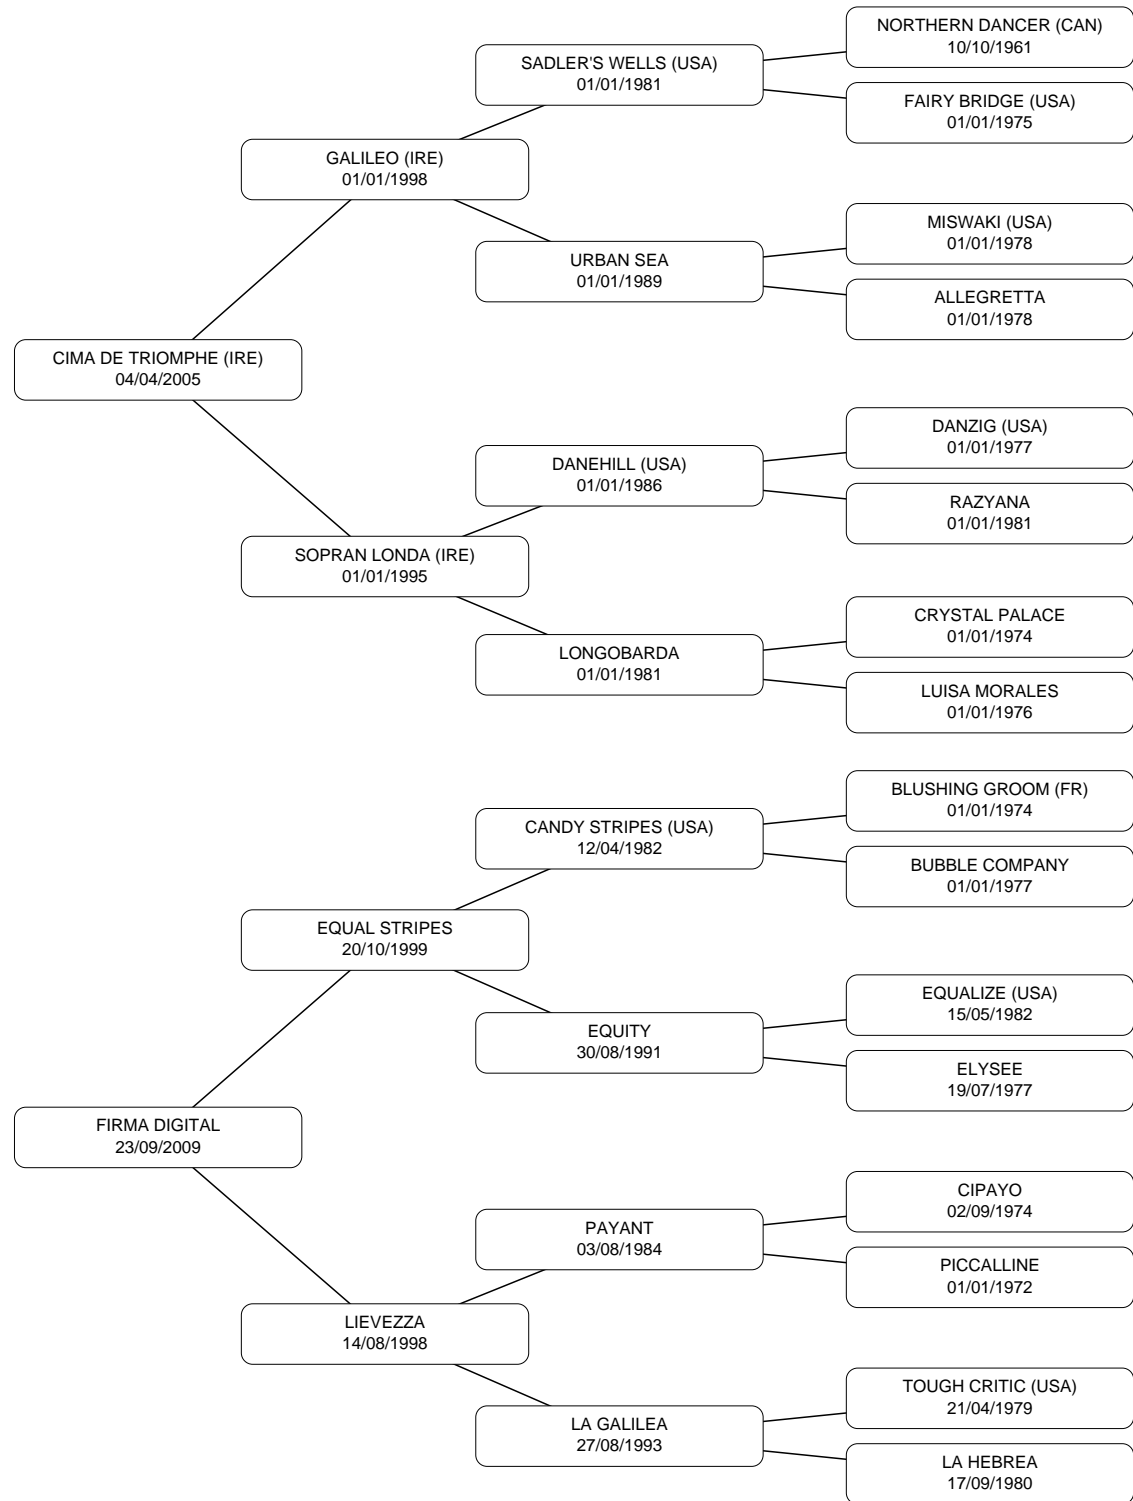 NORTHERN DANCER (CAN)
10/10/1961
SADLER'S WELLS (USA)
01/01/1981
FAIRY BRIDGE (USA)
01/01/1975
GALILEO (IRE)
01/01/1998
MISWAKI (USA)
01/01/1978
URBAN SEA
01/01/1989
ALLEGRETTA
01/01/1978
CIMA DE TRIOMPHE (IRE)
04/04/2005
DANZIG (USA)
01/01/1977
DANEHILL (USA)
01/01/1986
RAZYANA
01/01/1981
SOPRAN LONDA (IRE)
01/01/1995
CRYSTAL PALACE
01/01/1974
LONGOBARDA
01/01/1981
LUISA MORALES
01/01/1976
BLUSHING GROOM (FR)
01/01/1974
CANDY STRIPES (USA)
12/04/1982
BUBBLE COMPANY
01/01/1977
EQUAL STRIPES
20/10/1999
EQUALIZE (USA)
15/05/1982
EQUITY
30/08/1991
ELYSEE
19/07/1977
FIRMA DIGITAL
23/09/2009
CIPAYO
02/09/1974
PAYANT
03/08/1984
PICCALLINE
01/01/1972
LIEVEZZA
14/08/1998
TOUGH CRITIC (USA)
21/04/1979
LA GALILEA
27/08/1993
LA HEBREA
17/09/1980